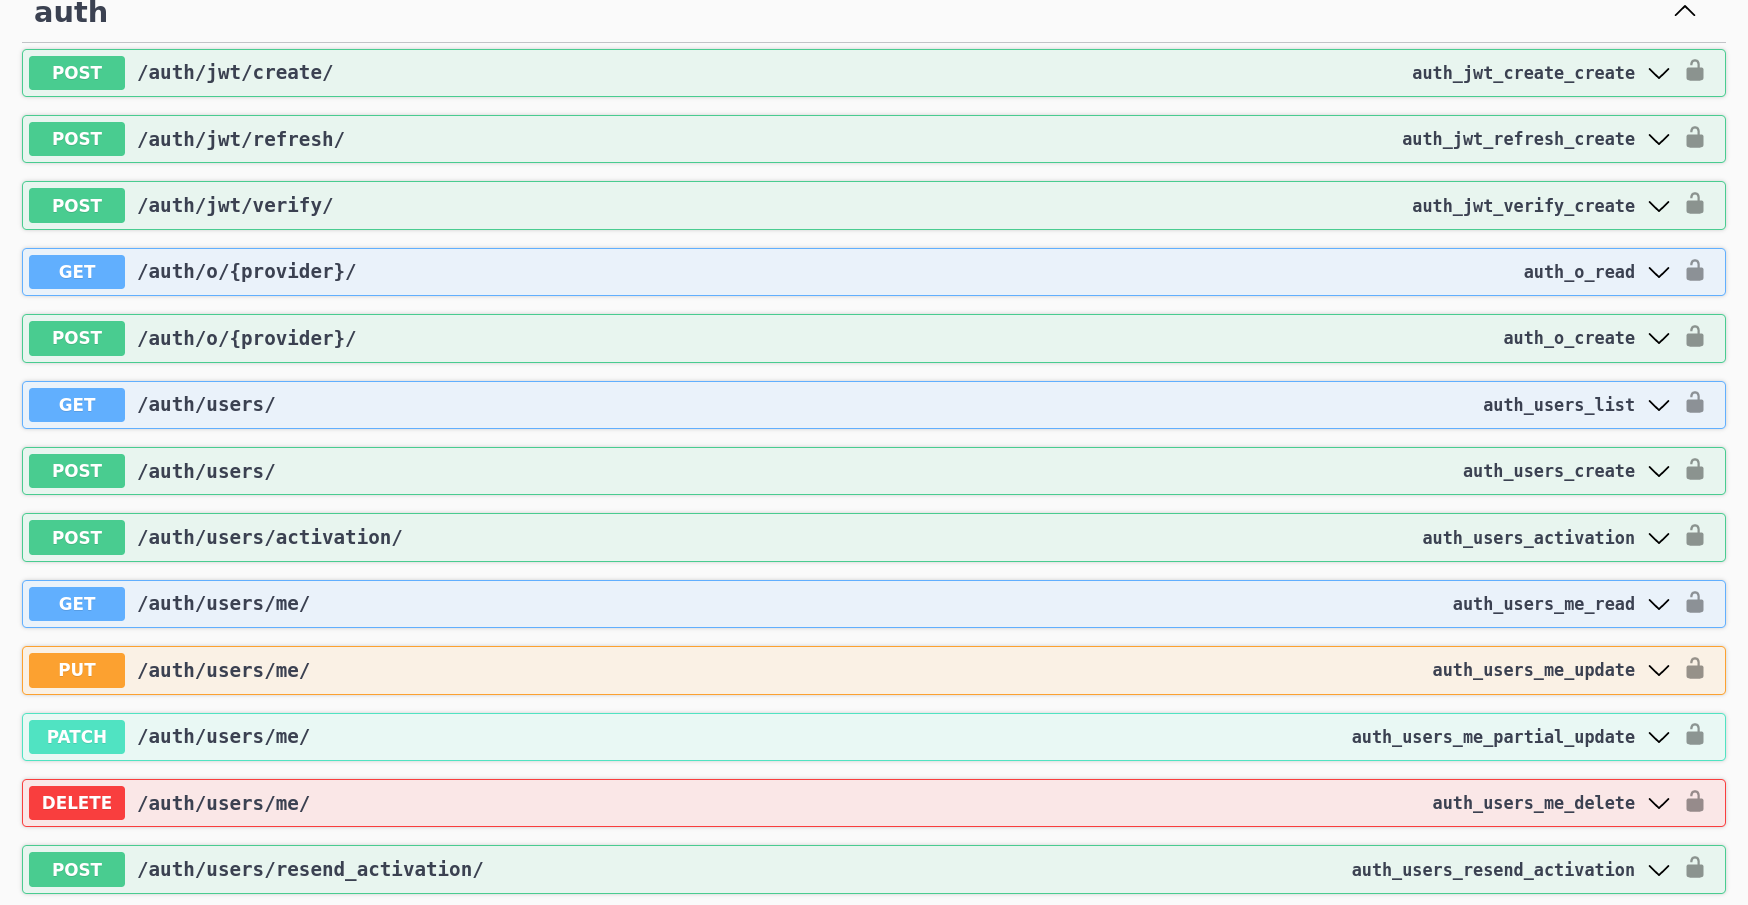 auth
POST /auth/jwt/create/ auth_jwt_create_create
POST /auth/jwt/refresh/ auth_jwt_refresh_create
POST /auth/jwt/verify/ auth_jwt_verify_create
GET /auth/o/{provider}/ auth_o_read
POST /auth/o/{provider}/ auth_o_create
GET /auth/users/ auth_users_list
POST /auth/users/ auth_users_create
POST /auth/users/activation/ auth_users_activation
GET /auth/users/me/ auth_users_me_read
PUT /auth/users/me/ auth_users_me_update
PATCH /auth/users/me/ auth_users_me_partial_update
DELETE /auth/users/me/ auth_users_me_delete
POST /auth/users/resend_activation/ auth_users_resend_activation